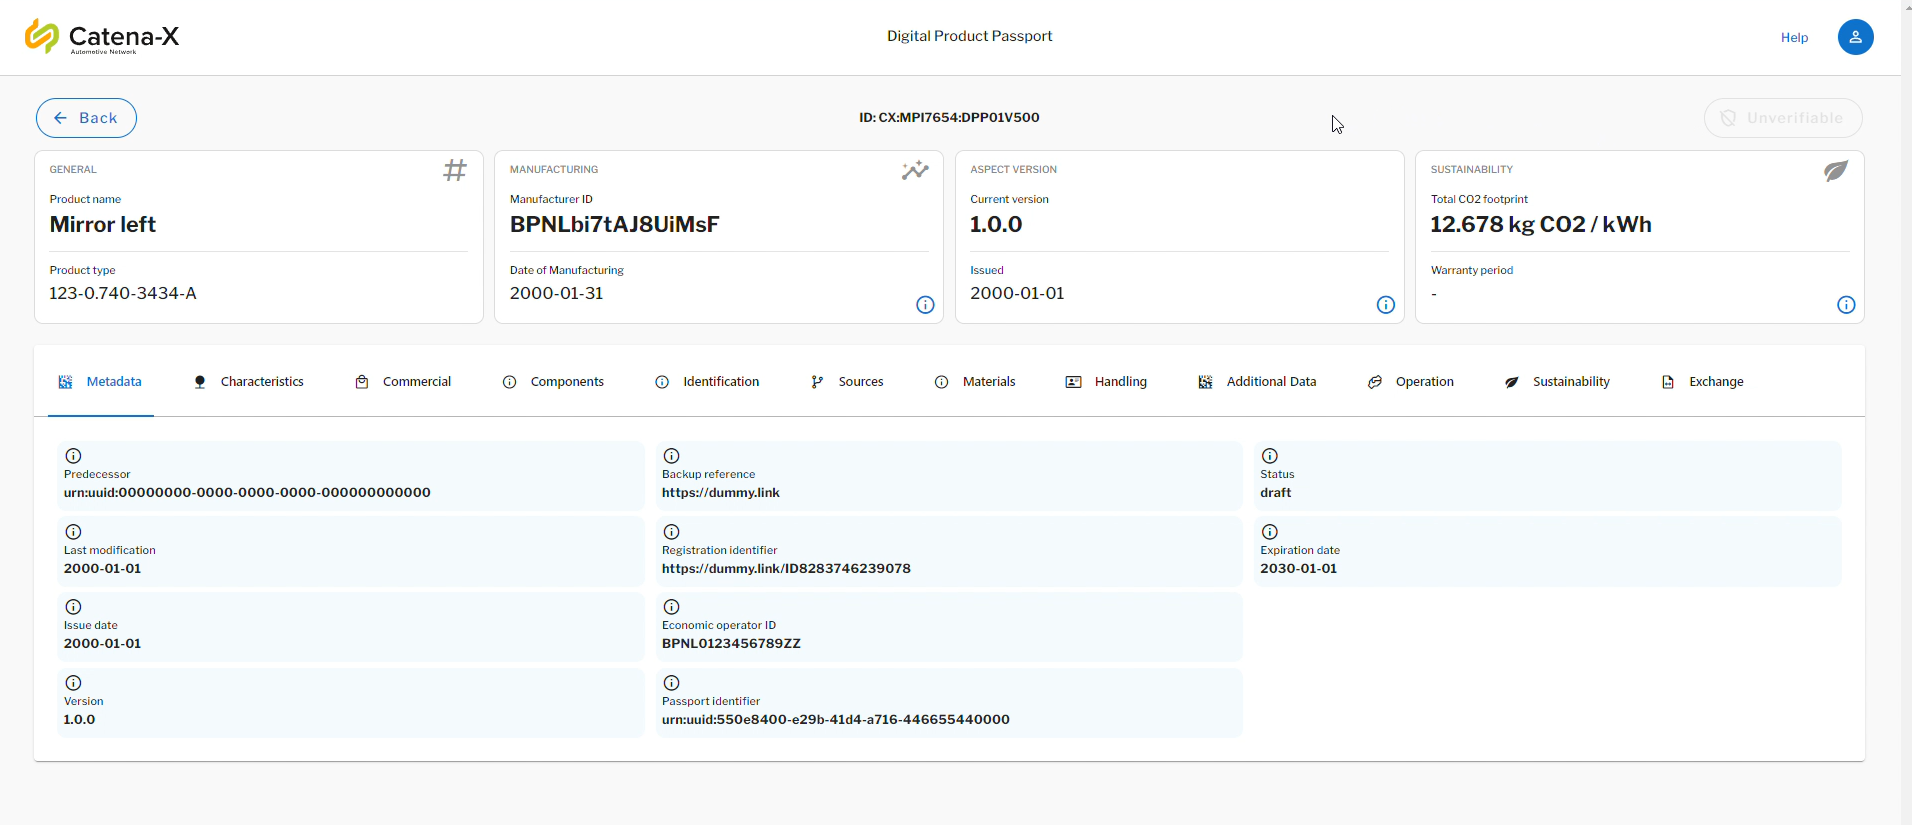 Catena-X
Automotive Network
Digital Product Passport
Help
Back
ID: CX:MPI7654:DPP01V500
Unverifiable
GENERAL
Product name
Mirror left
Product type
123-0.740-3434-A
MANUFACTURING
Manufacturer ID
BPNLbi7tAJ8UiMsF
Date of Manufacturing
2000-01-31
ASPECT VERSION
Current version
1.0.0
Issued
2000-01-01
SUSTAINABILITY
Total CO2 footprint
12.678 kg CO2 / kWh
Warranty period
-
Metadata
Characteristics
Commercial
Components
Identification
Sources
Materials
Handling
Additional Data
Operation
Sustainability
Exchange
Predecessor
urn:uuid:00000000-0000-0000-0000-000000000000
Last modification
2000-01-01
Issue date
2000-01-01
Version
1.0.0
Backup reference
https://dummy.link
Registration identifier
https://dummy.link/ID8283746239078
Economic operator ID
BPNL0123456789ZZ
Passport identifier
urn:uuid:550e8400-e29b-41d4-a716-446655440000
Status
draft
Expiration date
2030-01-01